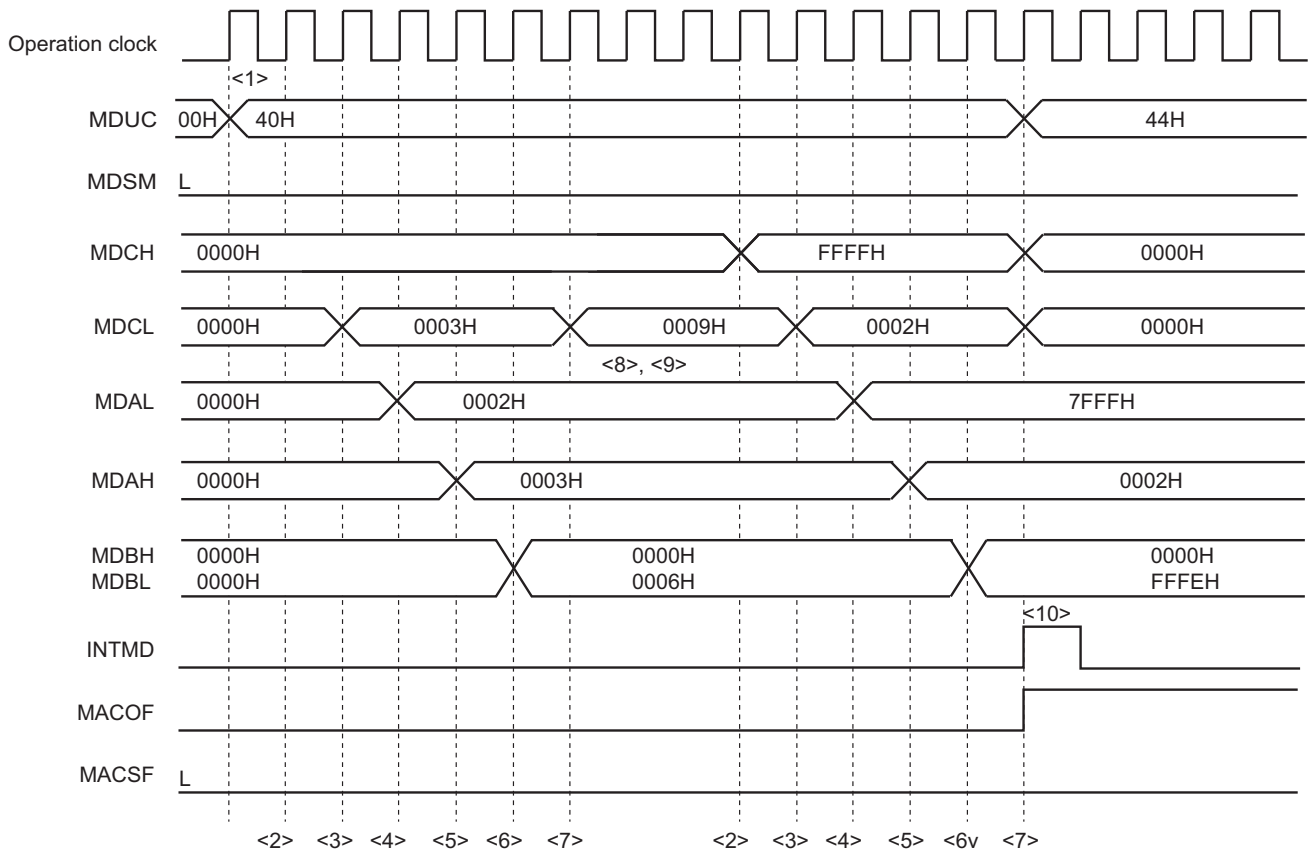 Operation clock
<1>
MDUC 00H 40H 44H
MDSM L
MDCH 0000H FFFFH 0000H
MDCL 0000H 0003H 0009H 0002H 0000H
<8>, <9>
MDAL 0000H 0002H 7FFFH
MDAH 0000H 0003H 0002H
MDBH 0000H 0000H 0000H
MDBL 0000H 0006H FFFEH
<10>
INTMD
MACOF
MACSF L
<2> <3> <4> <5> <6> <7> <2> <3> <4> <5> <6v <7>